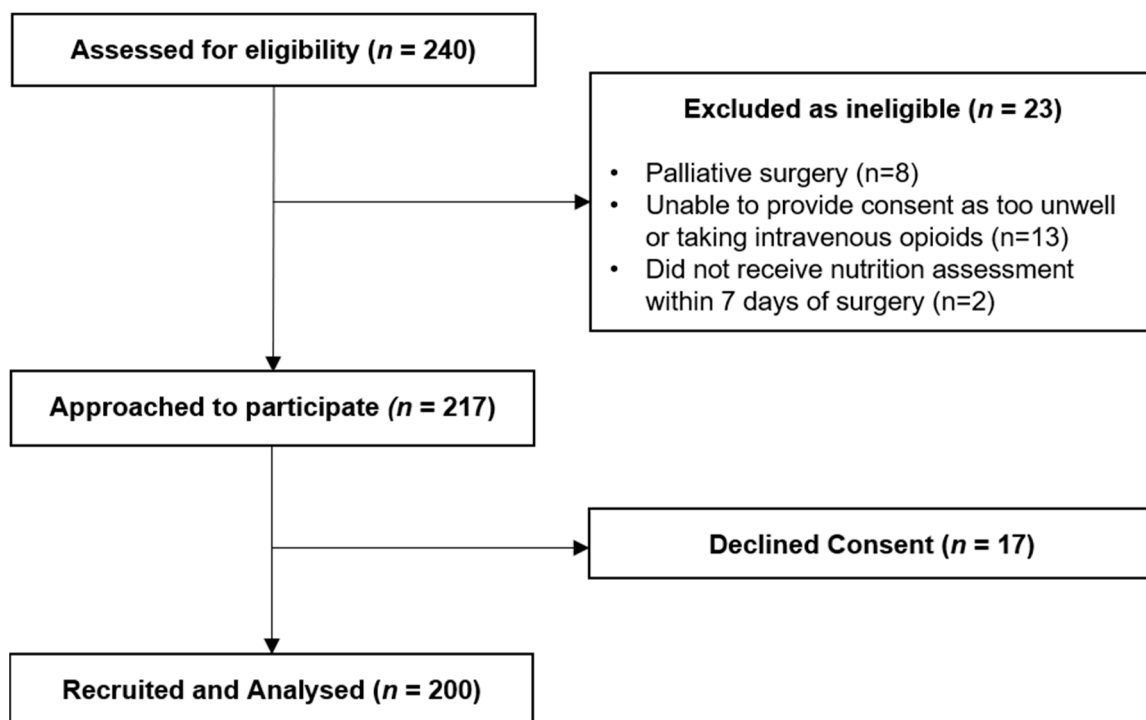 Assessed for eligibility (n = 240)
Excluded as ineligible (n = 23)
• Palliative surgery (n=8)
• Unable to provide consent as too unwell
or taking intravenous opioids (n=13)
• Did not receive nutrition assessment
within 7 days of surgery (n=2)
Approached to participate (n = 217)
Declined Consent (n = 17)
Recruited and Analysed (n = 200)